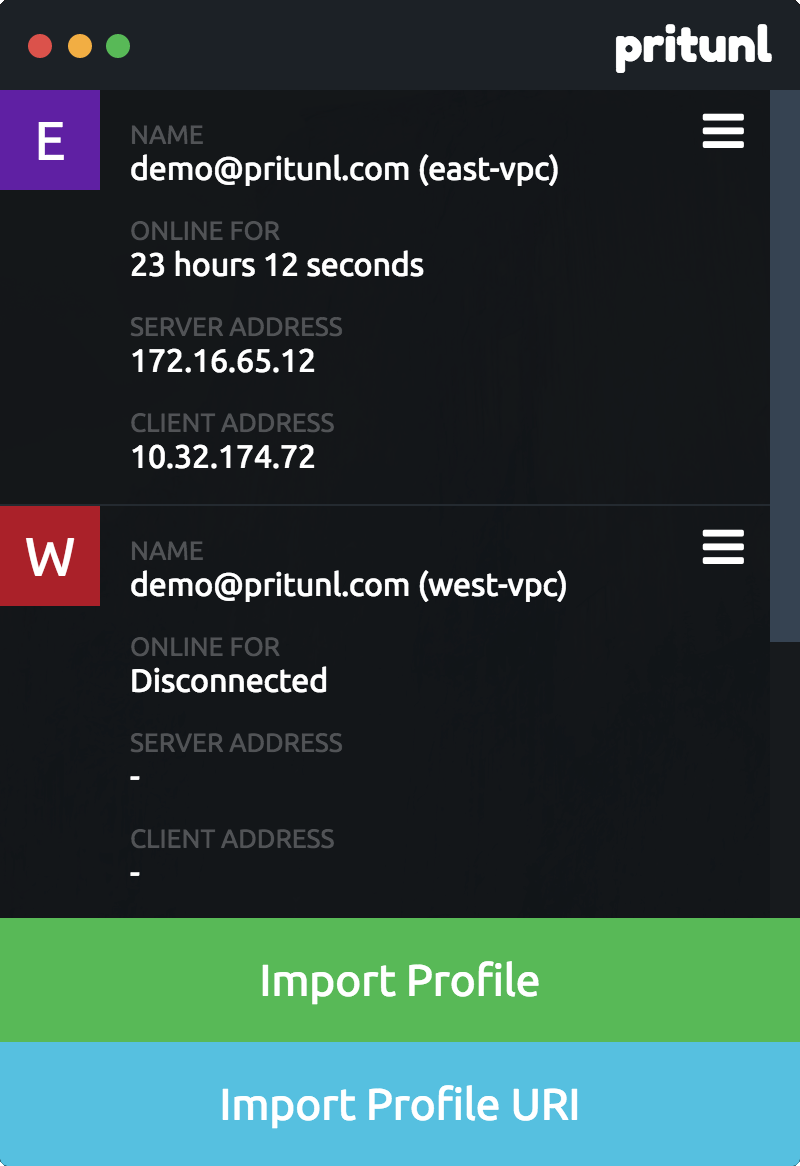 pritunl
E
NAME
demo@pritunl.com (east-vpc)
ONLINE FOR
23 hours 12 seconds
SERVER ADDRESS
172.16.65.12
CLIENT ADDRESS
10.32.174.72
W
NAME
demo@pritunl.com (west-vpc)
ONLINE FOR
Disconnected
SERVER ADDRESS
-
CLIENT ADDRESS
-
Import Profile
Import Profile URI